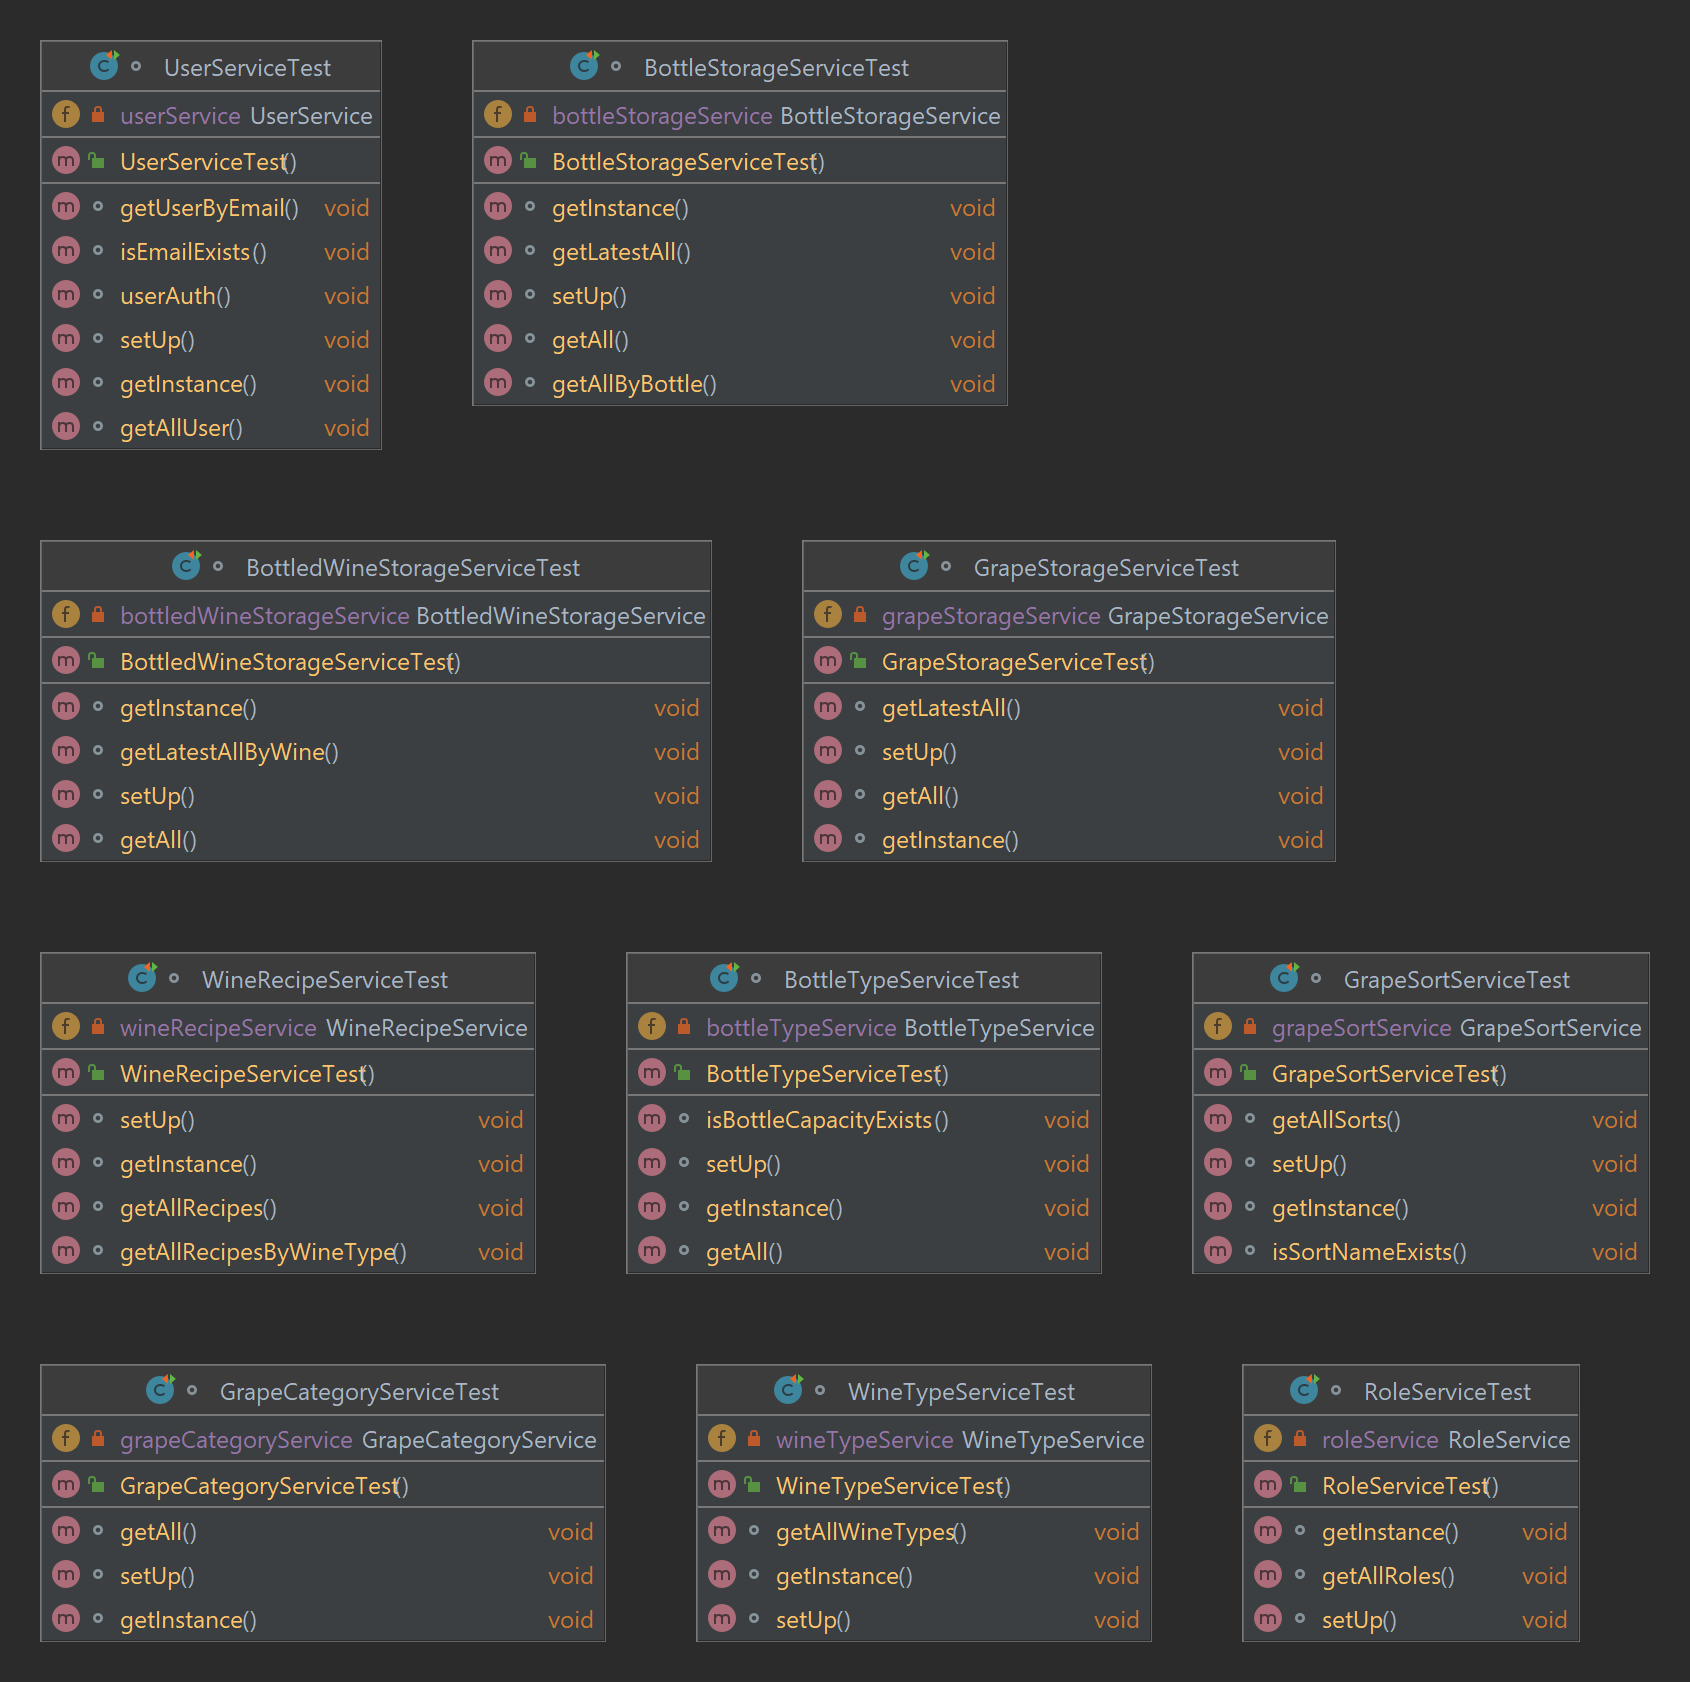 UserServiceTest
userService UserService
UserServiceTest()
getUserByEmail() void
isEmailExists() void
userAuth() void
setUp() void
getInstance() void
getAllUser() void
BottleStorageServiceTest
bottleStorageService BottleStorageService
BottleStorageServiceTest()
getInstance() void
getLatestAll() void
setUp() void
getAll() void
getAllByBottle() void
BottledWineStorageServiceTest
bottledWineStorageService BottledWineStorageService
BottledWineStorageServiceTest()
getInstance() void
getLatestAllByWine() void
setUp() void
getAll() void
GrapeStorageServiceTest
grapeStorageService GrapeStorageService
GrapeStorageServiceTest()
getLatestAll() void
setUp() void
getAll() void
getInstance() void
WineRecipeServiceTest
wineRecipeService WineRecipeService
WineRecipeServiceTest()
setUp() void
getInstance() void
getAllRecipes() void
getAllRecipesByWineType() void
BottleTypeServiceTest
bottleTypeService BottleTypeService
BottleTypeServiceTest()
isBottleCapacityExists() void
setUp() void
getInstance() void
getAll() void
GrapeSortServiceTest
grapeSortService GrapeSortService
GrapeSortServiceTest()
getAllSorts() void
setUp() void
getInstance() void
isSortNameExists() void
GrapeCategoryServiceTest
grapeCategoryService GrapeCategoryService
GrapeCategoryServiceTest()
getAll() void
setUp() void
getInstance() void
WineTypeServiceTest
wineTypeService WineTypeService
WineTypeServiceTest()
getAllWineTypes() void
getInstance() void
setUp() void
RoleServiceTest
roleService RoleService
RoleServiceTest()
getInstance() void
getAllRoles() void
setUp() void